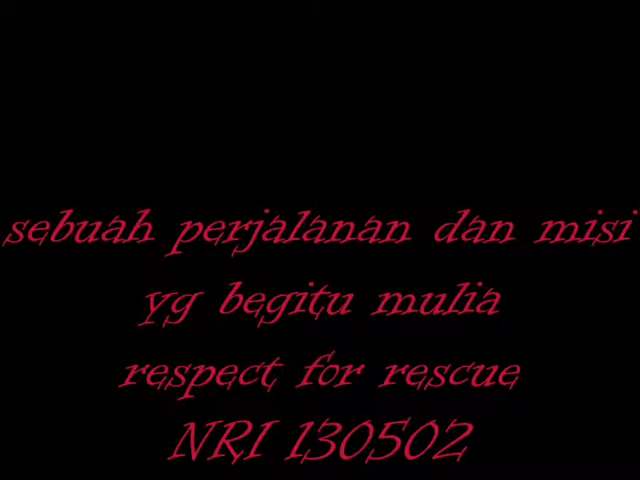 sebuah perjalanan dan misi
yg begitu mulia
respect for rescue
NRI 130502